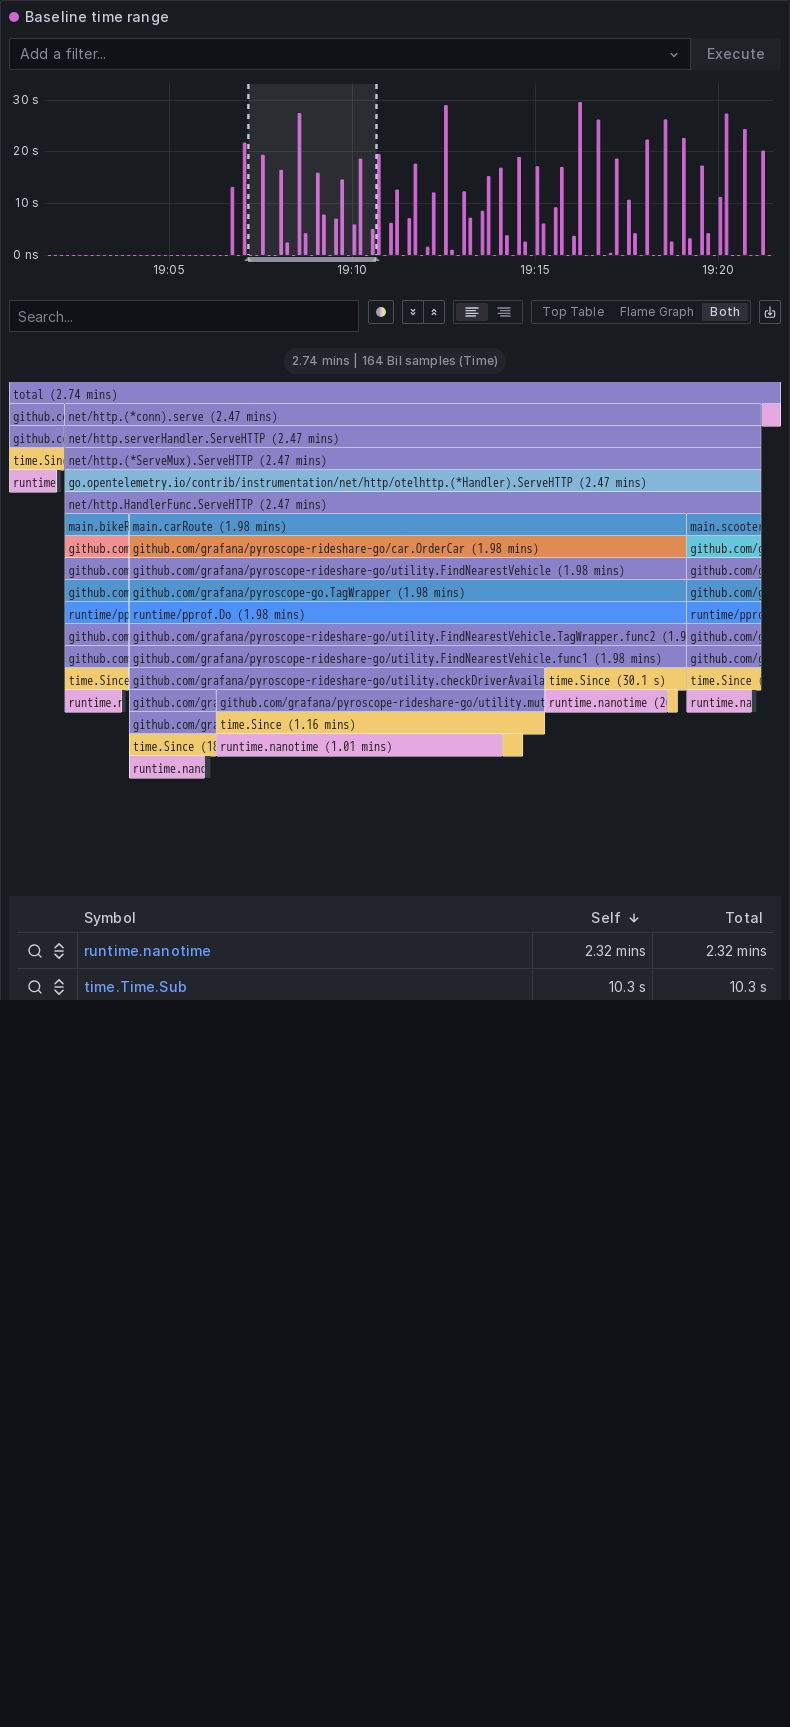 Baseline time range
Add a filter...
Execute
30 s
20 s
10 s
0 ns
19:05 19:10 19:15 19:20
Search...
Top Table Flame Graph Both
2.74 mins | 164 Bil samples (Time)
total (2.74 mins)
github.c net/http.(*conn).serve (2.47 mins)
github.c net/http.serverHandler.ServeHTTP (2.47 mins)
time.Sin net/http.(*ServeMux).ServeHTTP (2.47 mins)
runtime go.opentelemetry.io/contrib/instrumentation/net/http/otelhttp.(*Handler).ServeHTTP (2.47 mins)
net/http.HandlerFunc.ServeHTTP (2.47 mins)
main.bikeR main.carRoute (1.98 mins) main.scooter
github.com github.com/grafana/pyroscope-rideshare-go/car.OrderCar (1.98 mins) github.com/g
github.com github.com/grafana/pyroscope-rideshare-go/utility.FindNearestVehicle (1.98 mins) github.com/g
github.com github.com/grafana/pyroscope-go.TagWrapper (1.98 mins) github.com/g
runtime/pp runtime/pprof.Do (1.98 mins) runtime/ppro
github.com github.com/grafana/pyroscope-rideshare-go/utility.FindNearestVehicle.TagWrapper.func2 (1.9 github.com/g
github.com github.com/grafana/pyroscope-rideshare-go/utility.FindNearestVehicle.func1 (1.98 mins) github.com/g
time.Since github.com/grafana/pyroscope-rideshare-go/utility.checkDriverAvaila time.Since (30.1 s) time.Since (
runtime.n github.com/gra github.com/grafana/pyroscope-rideshare-go/utility.mut runtime.nanotime (2 runtime.na
github.com/gra time.Since (1.16 mins)
time.Since (18 runtime.nanotime (1.01 mins)
runtime.nano
Symbol Self Total
runtime.nanotime 2.32 mins 2.32 mins
time.Time.Sub 10.3 s 10.3 s